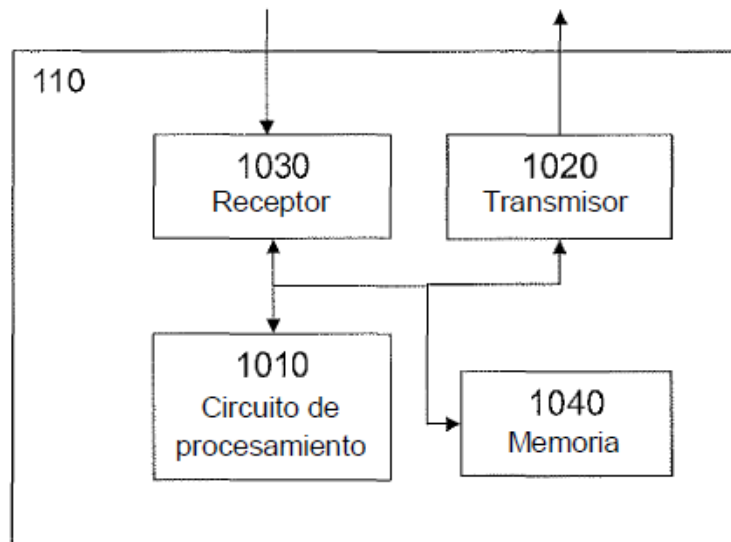 110
1030
Receptor
1020
Transmisor
1010
Circuito de
procesamiento
1040
Memoria